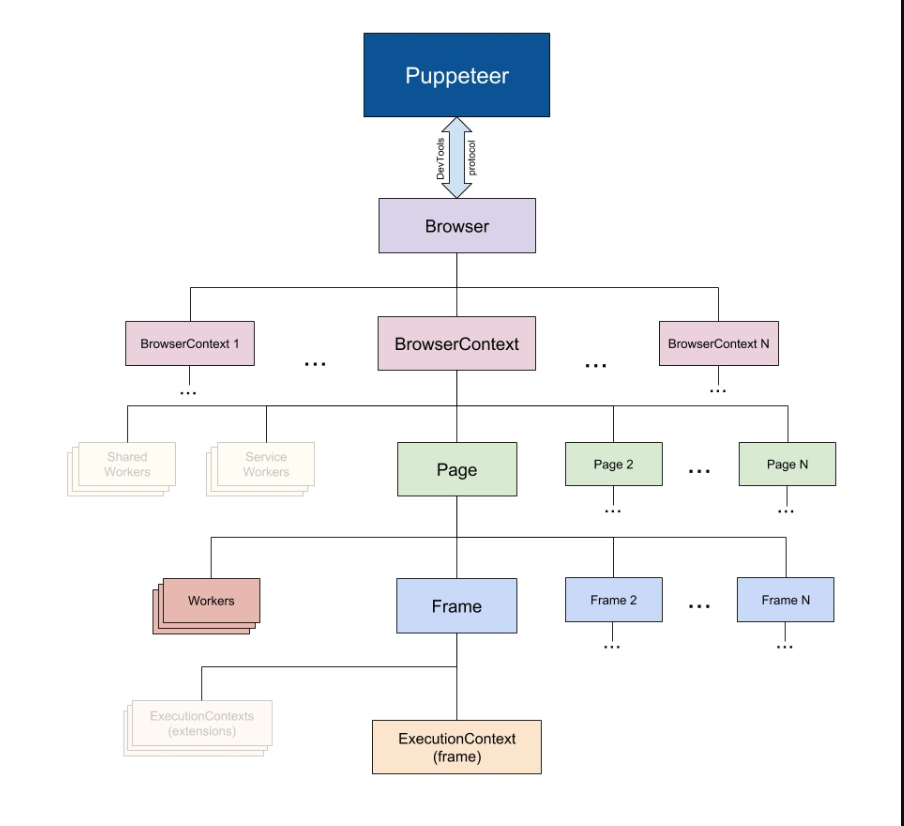 Puppeteer
DevTools
protocol
Browser
BrowserContext 1
...
BrowserContext
...
BrowserContext N
...
...
Shared
Workers
Service
Workers
Page
Page 2
...
Page N
...
...
Workers
Frame
Frame 2
...
Frame N
...
...
ExecutionContexts
(extensions)
ExecutionContext
(frame)